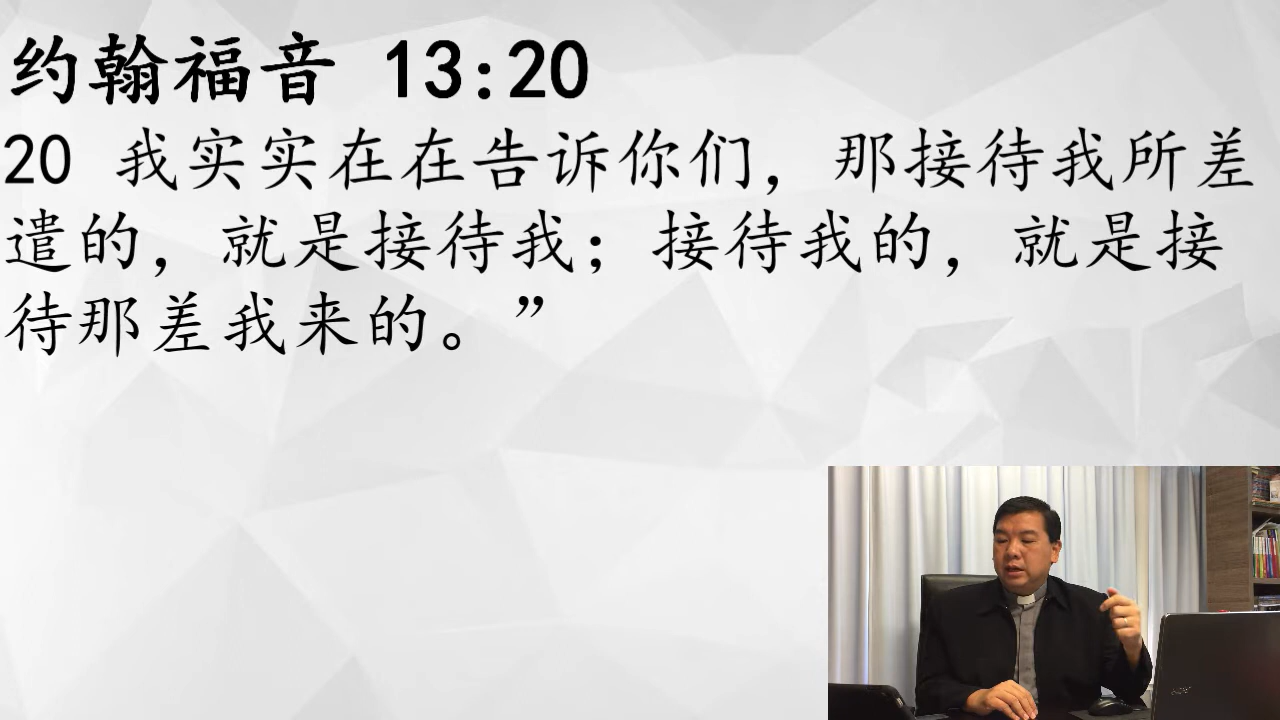 约翰福音 13:20
20 我实实在在告诉你们，那接待我所差
遣的，就是接待我；接待我的，就是接
待那差我来的。”